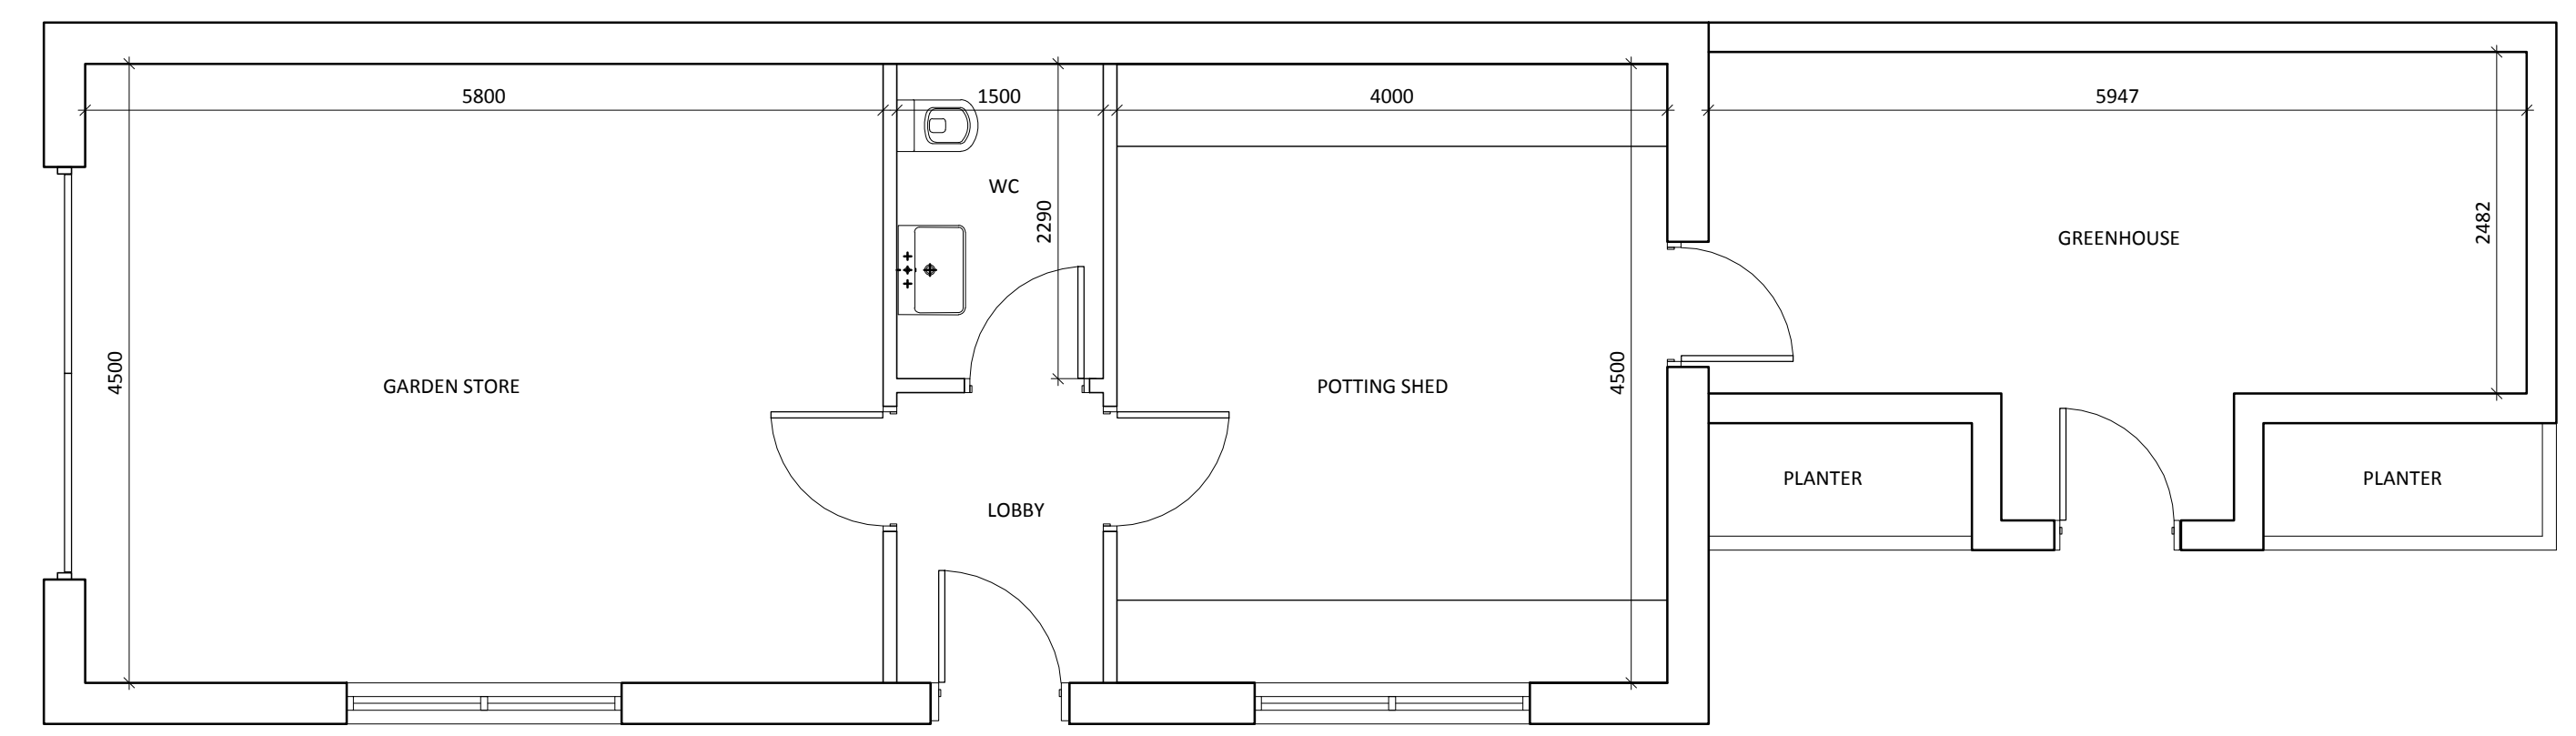 5800
1500
4000
5947
WC
2290
2482
GREENHOUSE
4500
GARDEN STORE
POTTING SHED
4500
PLANTER
PLANTER
LOBBY